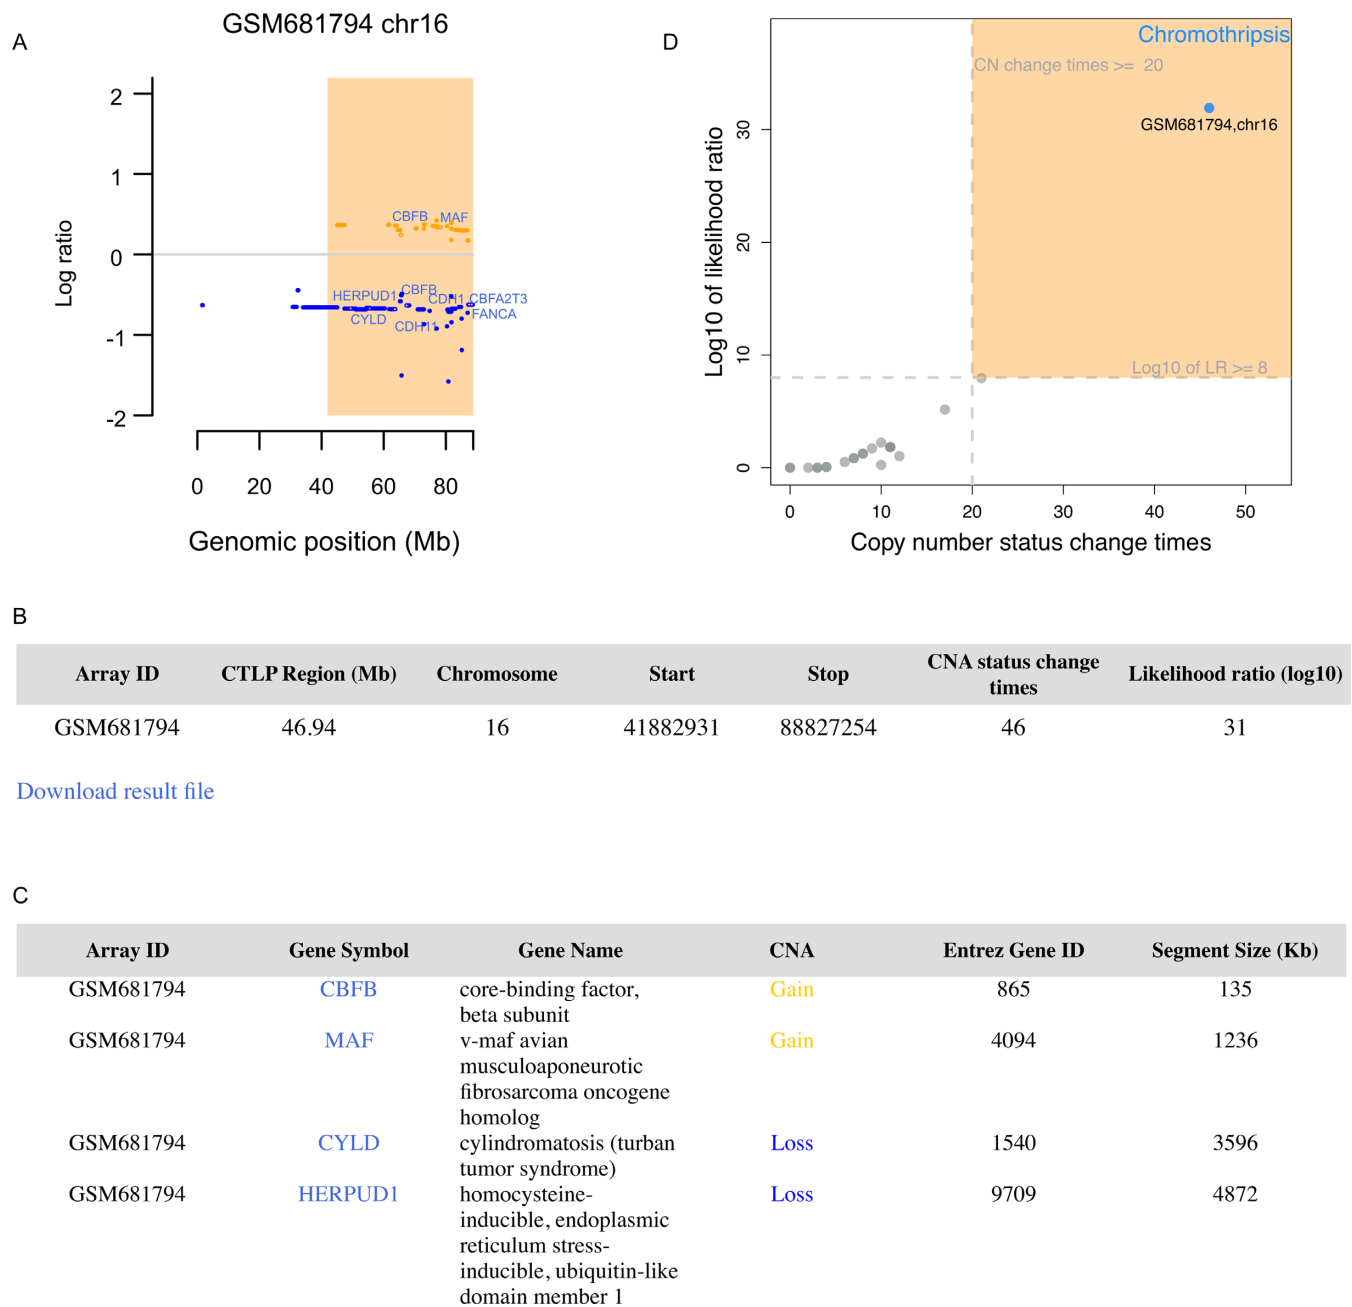 A
GSM681794 chr16
2
1
0
-1
-2
Log ratio
CBFB
MAF
HERPUD1
CBFB
CDH1
CBFA2T3
CYLD
CDH11
FANCA
0
20
40
60
80
Genomic position (Mb)
D
Chromothripsis
CN change times >= 20
GSM681794,chr16
Log10 of LR >= 8
30
20
10
0
Log10 of likelihood ratio
0
10
20
30
40
50
Copy number status change times
B
Array ID CTLP Region (Mb) Chromosome Start Stop CNA status change times Likelihood ratio (log10)
GSM681794 46.94 16 41882931 88827254 46 31
Download result file
C
Array ID Gene Symbol Gene Name CNA Entrez Gene ID Segment Size (Kb)
GSM681794 CBFB core-binding factor, Gain 865 135
beta subunit
GSM681794 MAF v-maf avian Gain 4094 1236
musculoaponeurotic
fibrosarcoma oncogene
homolog
GSM681794 CYLD cylindromatosis (turban Loss 1540 3596
tumor syndrome)
GSM681794 HERPUD1 homocysteine- Loss 9709 4872
inducible, endoplasmic
reticulum stress-
inducible, ubiquitin-like
domain member 1